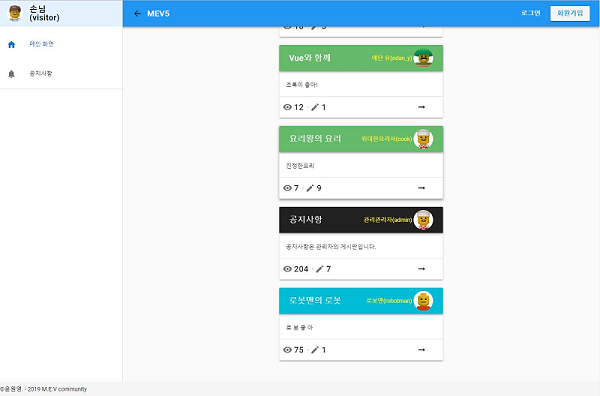 손님
(visitor)
MEV5
로그인
회원가입
메인 화면
공지사항
Vue와 함께
에단 유(edan_y)
초록이 좋아!
12 · 1
요리왕의 요리
위대한요리사(cook)
진정한요리
7 · 9
공지사항
관리관리자(admin)
공지사항은 관리자의 게시판입니다.
204 · 7
로봇맨의 로봇
로봇맨(robotman)
로 봇 좋 아
75 · 1
©윤원영. - 2019 M.E.V community